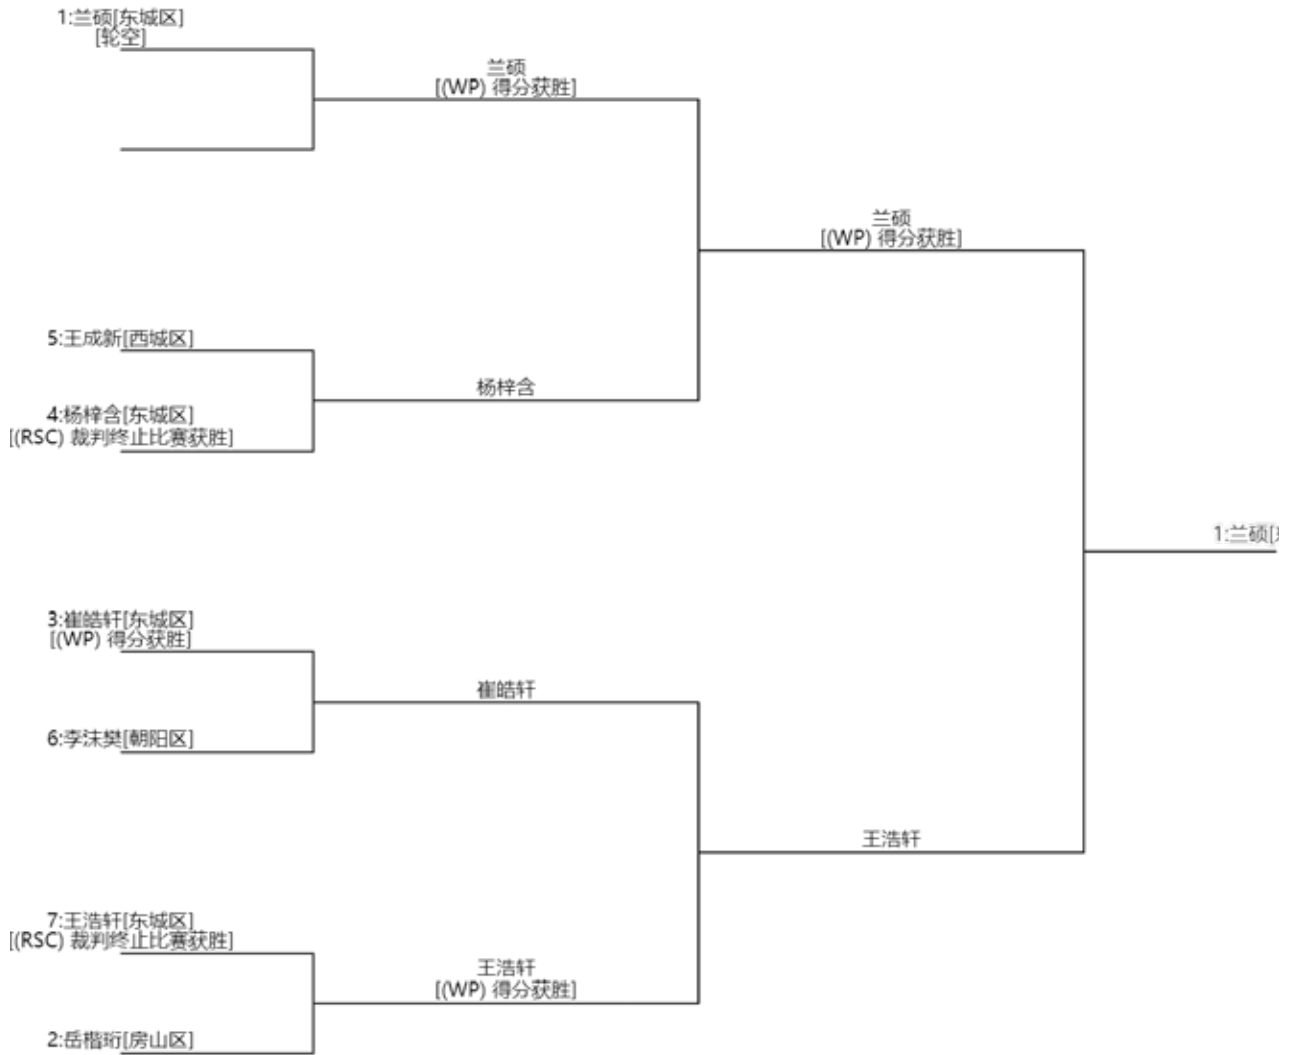 1:兰硕[东城区]
[轮空]
兰硕
[(WP) 得分获胜]
兰硕
[(WP) 得分获胜]
5:王成新[西城区]
杨梓含
4:杨梓含[东城区]
[(RSC) 裁判终止比赛获胜]
1:兰硕[
3:崔皓轩[东城区]
[(WP) 得分获胜]
崔皓轩
6:李沫樊[朝阳区]
王浩轩
7:王浩轩[东城区]
[(RSC) 裁判终止比赛获胜]
王浩轩
[(WP) 得分获胜]
2:岳楷珩[房山区]